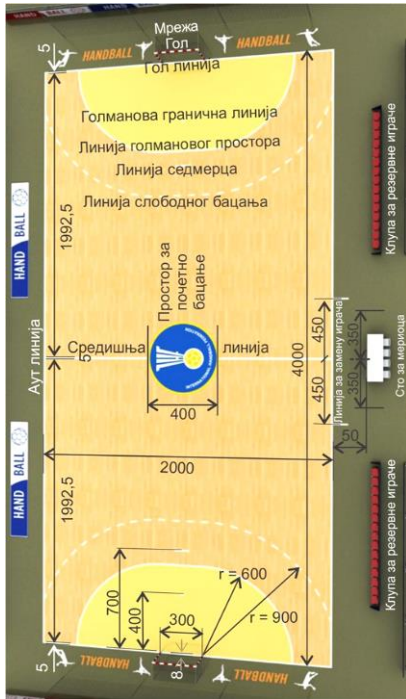 Мрежа
Гол
5
HANDBALL
HANDBALL
Гол линија
Голманова гранична линија
Линија голмановог простора
Линија седмерца
Линија слободног бацања
HAND
BALL
1992,5
Простор за
почетно
бацање
Клупа за резервне играче
Аут линија
5
Средишња
линија
400
4000
450
450
Линија за замену играча
350
350
Сто за мериоца
50
HAND
BALL
1992,5
2000
Клупа за резервне играче
700
400
300
r = 600
r = 900
8
5
HANDBALL
HANDBALL
5